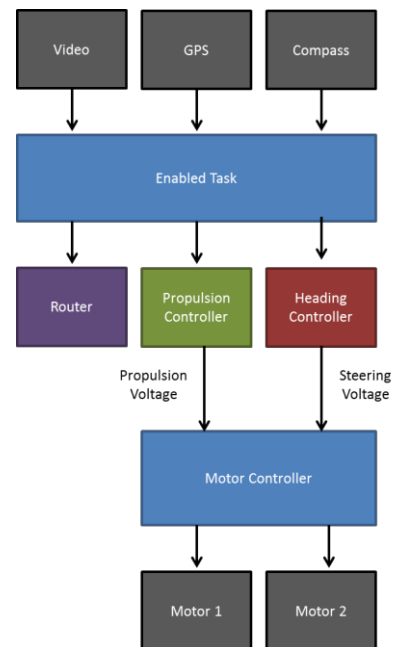 Video
GPS
Compass
Enabled Task
Router
Propulsion
Controller
Heading
Controller
Propulsion
Voltage
Steering
Voltage
Motor Controller
Motor 1
Motor 2